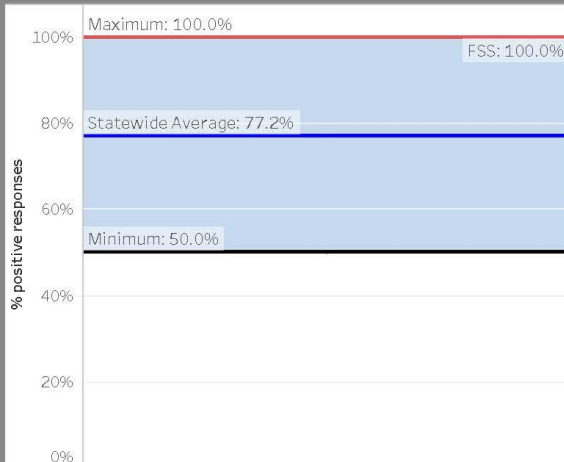 Maximum: 100.0%
100%
FSS: 100.0%
80%
Statewide Average: 77.2%
% positive responses
60%
Minimum: 50.0%
40%
20%
0%